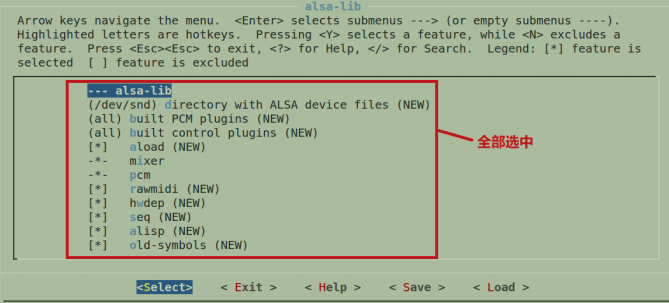 alsa-lib
Arrow keys navigate the menu.  <Enter> selects submenus ---> (or empty submenus ----).
Highlighted letters are hotkeys.  Pressing <Y> selects a feature, while <N> excludes a
feature.  Press <Esc><Esc> to exit, <?> for Help, </> for Search.  Legend: [*] feature is
selected  [ ] feature is excluded
--- alsa-lib
(/dev/snd) directory with ALSA device files (NEW)
(all) built PCM plugins (NEW)
(all) built control plugins (NEW)
[*]   aload (NEW)
-*-   mixer
-*-   pcm
[*]   rawmidi (NEW)
[*]   hwdep (NEW)
[*]   seq (NEW)
[*]   alisp (NEW)
[*]   old-symbols (NEW)
全部选中
<Select>    < Exit >    < Help >    < Save >    < Load >